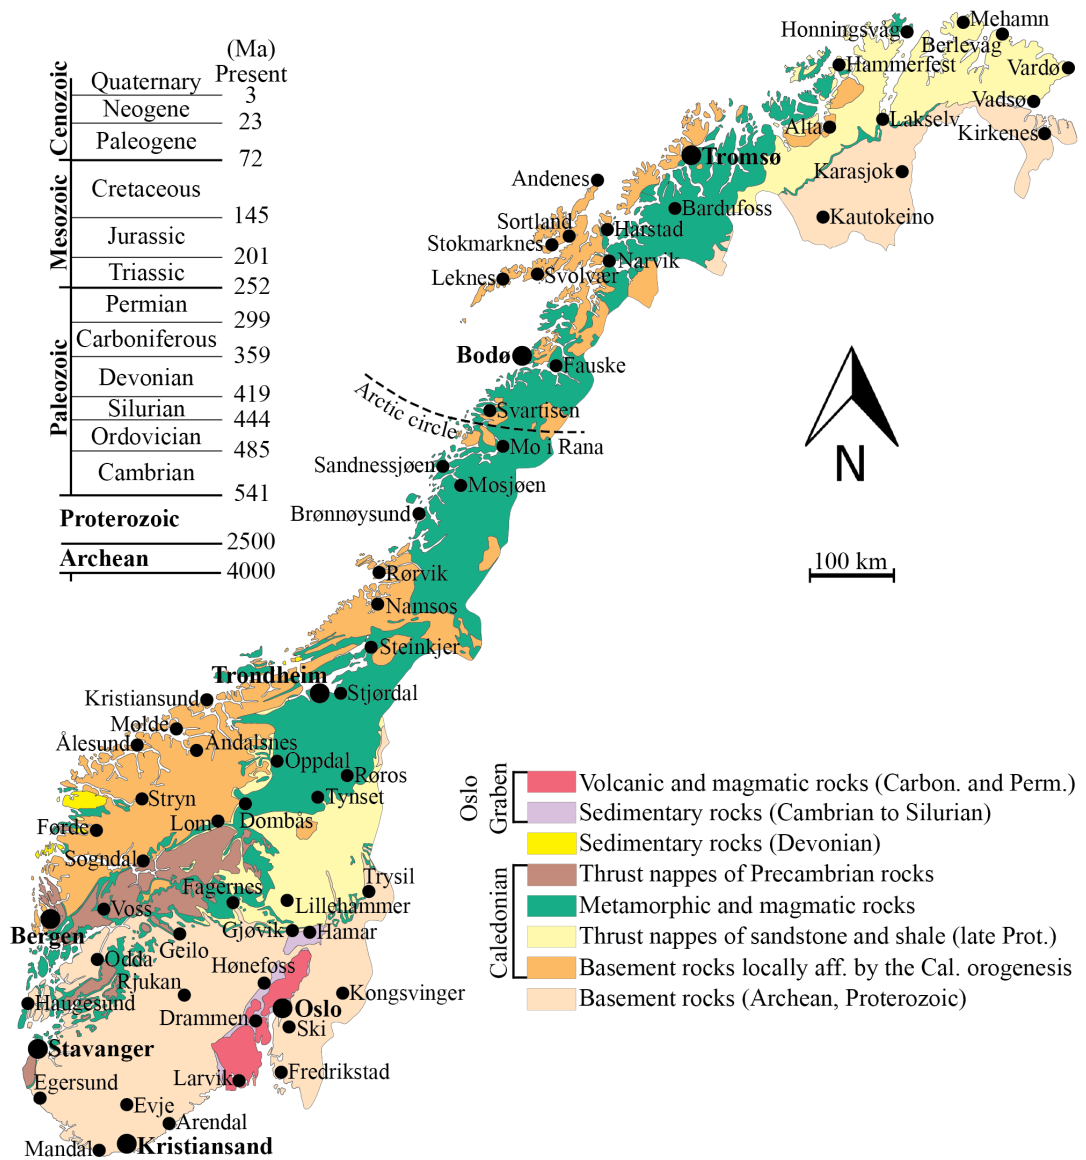 (Ma)
Present
Cenozoic
Quaternary
3
Neogene
23
Paleogene
72
Mesozoic
Cretaceous
145
Jurassic
201
Triassic
252
Paleozoic
Permian
299
Carboniferous
359
Devonian
419
Silurian
444
Ordovician
485
Cambrian
541
Proterozoic
2500
Archean
4000
Mehamn
Honningsvåg
Berlevåg
Hammerfest
Vardø
Vadsø
Alta
Lakselv
Kirkenes
Tromsø
Karasjok
Andenes
Bardufoss
Kautokeino
Sortland
Harstad
Stokmarknes
Narvik
Leknes
Svolvær
Bodø
Fauske
Arctic circle
Svartisen
Mo i Rana
Sandnessjøen
Mosjøen
Brønnøysund
N
100 km
Rørvik
Namsos
Steinkjer
Trondheim
Stjørdal
Kristiansund
Molde
Ålesund
Åndalsnes
Oppdal
Røros
Stryn
Tynset
Førde
Lom
Dombås
Sogndal
Trysil
Fagernes
Voss
Lillehammer
Bergen
Gjøvik
Hamar
Geilo
Odda
Hønefoss
Rjukan
Kongsvinger
Haugesund
Oslo
Drammen
Ski
Stavanger
Fredrikstad
Larvik
Egersund
Evje
Arendal
Mandal
Kristiansand
Oslo
Graben
Volcanic and magmatic rocks (Carbon. and Perm.)
Sedimentary rocks (Cambrian to Silurian)
Sedimentary rocks (Devonian)
Caledonian
Thrust nappes of Precambrian rocks
Metamorphic and magmatic rocks
Thrust nappes of sandstone and shale (late Prot.)
Basement rocks locally aff. by the Cal. orogenesis
Basement rocks (Archean, Proterozoic)